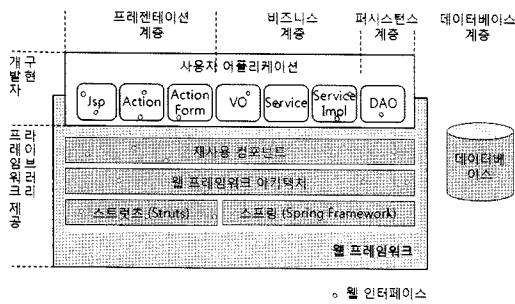 프레젠테이션 계층
비즈니스 계층
퍼시스턴스 계층
데이터베이스 계층
개발자 구현
사용자 어플리케이션
Jsp
Action
Action Form
VO
Service
Service Impl
DAO
프레임워크 제공
라이브러리
재사용 컴포넌트
웹 프레임워크 아키텍처
스트럿츠 (Struts)
스프링 (Spring Framework)
웹 프레임워크
데이터베이스
웹 인터페이스